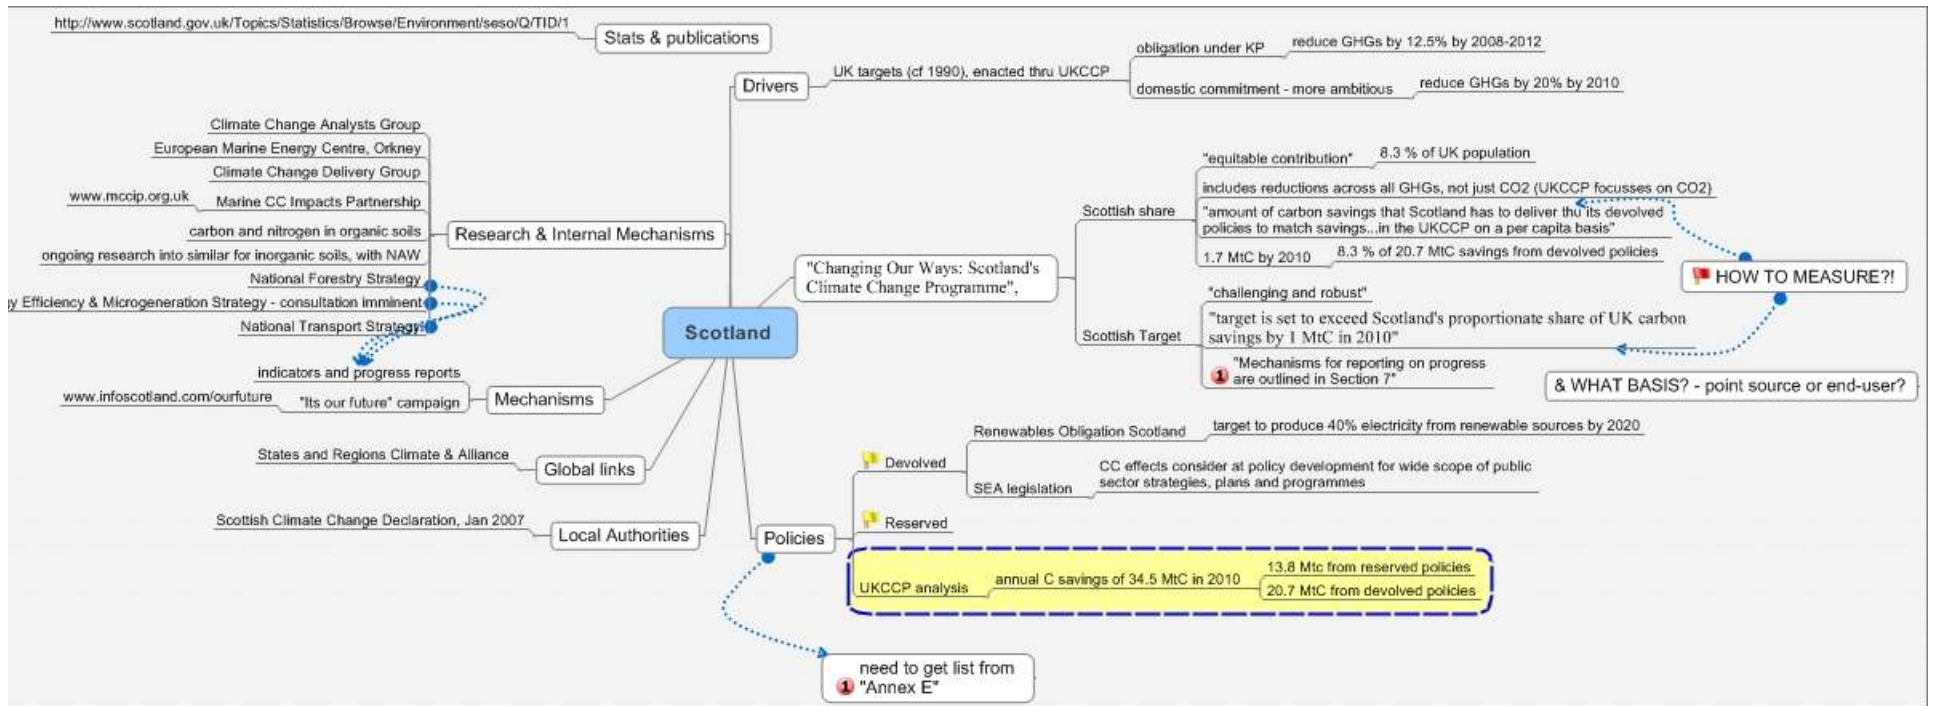 http://www.scotland.gov.uk/Topics/Statistics/Browse/Environment/seso/Q/TID/1
Stats & publications
Drivers
UK targets (cf 1990), enacted thru UKCCP
obligation under KP
reduce GHGs by 12.5% by 2008-2012
domestic commitment - more ambitious
reduce GHGs by 20% by 2010
Climate Change Analysts Group
European Marine Energy Centre, Orkney
Climate Change Delivery Group
www.mccip.org.uk
Marine CC Impacts Partnership
carbon and nitrogen in organic soils
ongoing research into similar for inorganic soils, with NAW
National Forestry Strategy
Efficiency & Microgeneration Strategy - consultation imminent
National Transport Strategy
Research & Internal Mechanisms
"Changing Our Ways: Scotland's
Climate Change Programme",
Scottish share
"equitable contribution"
8.3 % of UK population
includes reductions across all GHGs, not just CO2 (UKCCP focusses on CO2)
"amount of carbon savings that Scotland has to deliver thu its devolved
policies to match savings...in the UKCCP on a per capita basis"
1.7 MtC by 2010
8.3 % of 20.7 MtC savings from devolved policies
HOW TO MEASURE?!
Scottish Target
"challenging and robust"
"target is set to exceed Scotland's proportionate share of UK carbon
savings by 1 MtC in 2010"
1
"Mechanisms for reporting on progress
are outlined in Section 7"
& WHAT BASIS? - point source or end-user?
Scotland
indicators and progress reports
www.infoscotland.com/ourfuture
"Its our future" campaign
Mechanisms
States and Regions Climate & Alliance
Global links
Scottish Climate Change Declaration, Jan 2007
Local Authorities
Policies
Devolved
Renewables Obligation Scotland
target to produce 40% electricity from renewable sources by 2020
SEA legislation
CC effects consider at policy development for wide scope of public
sector strategies, plans and programmes
Reserved
UKCCP analysis
annual C savings of 34.5 MtC in 2010
13.8 Mtc from reserved policies
20.7 MtC from devolved policies
need to get list from
1 "Annex E"